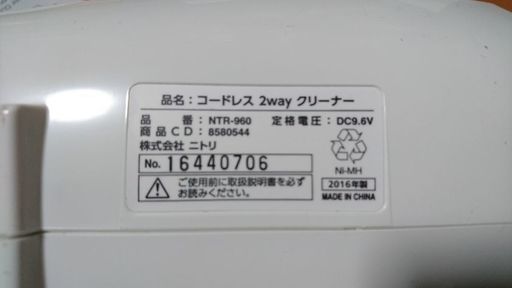 品名：コードレス 2way クリーナー
品　番：NTR-960　定格電圧：DC9.6V
商品CD：8580544
株式会社 ニトリ
No. 16440706
Ni-MH
ご使用前に取扱説明書を必ず
お読みください。
2016年製
MADE IN CHINA